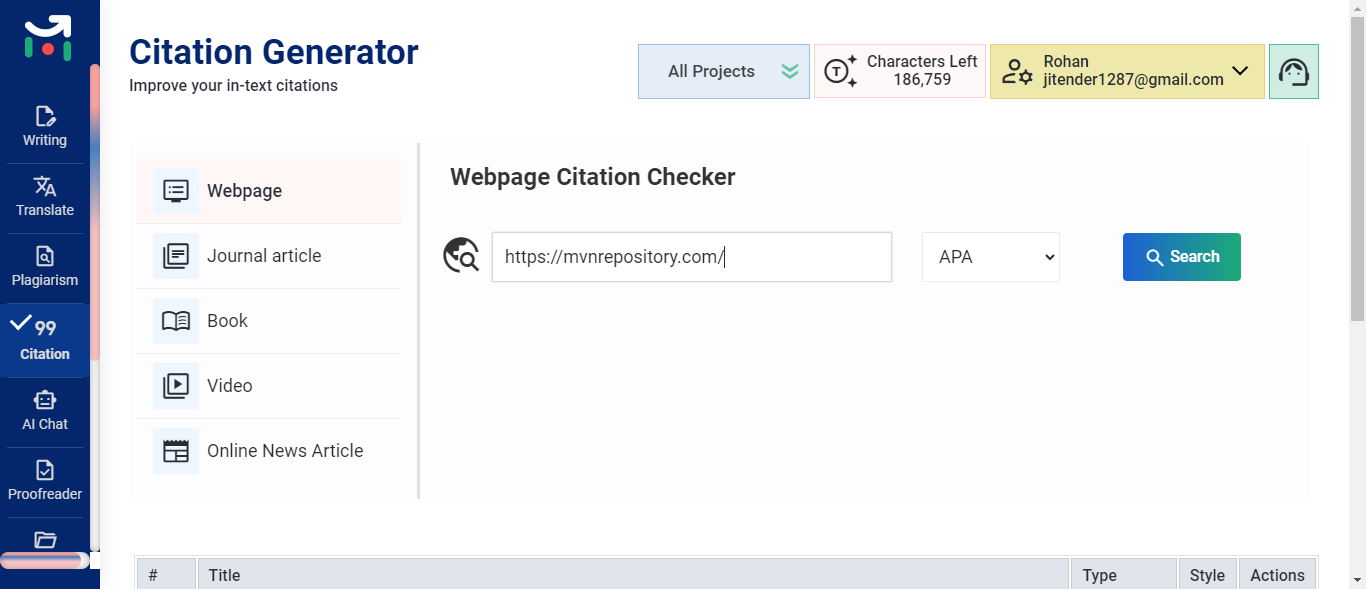 Citation Generator
Improve your in-text citations
All Projects
Characters Left
186,759
Rohan
jitender1287@gmail.com
Writing
Translate
Plagiarism
99
Citation
AI Chat
Proofreader
Webpage
Journal article
Book
Video
Online News Article
Webpage Citation Checker
https://mvnrepository.com/
APA
Search
# Title Type Style Actions